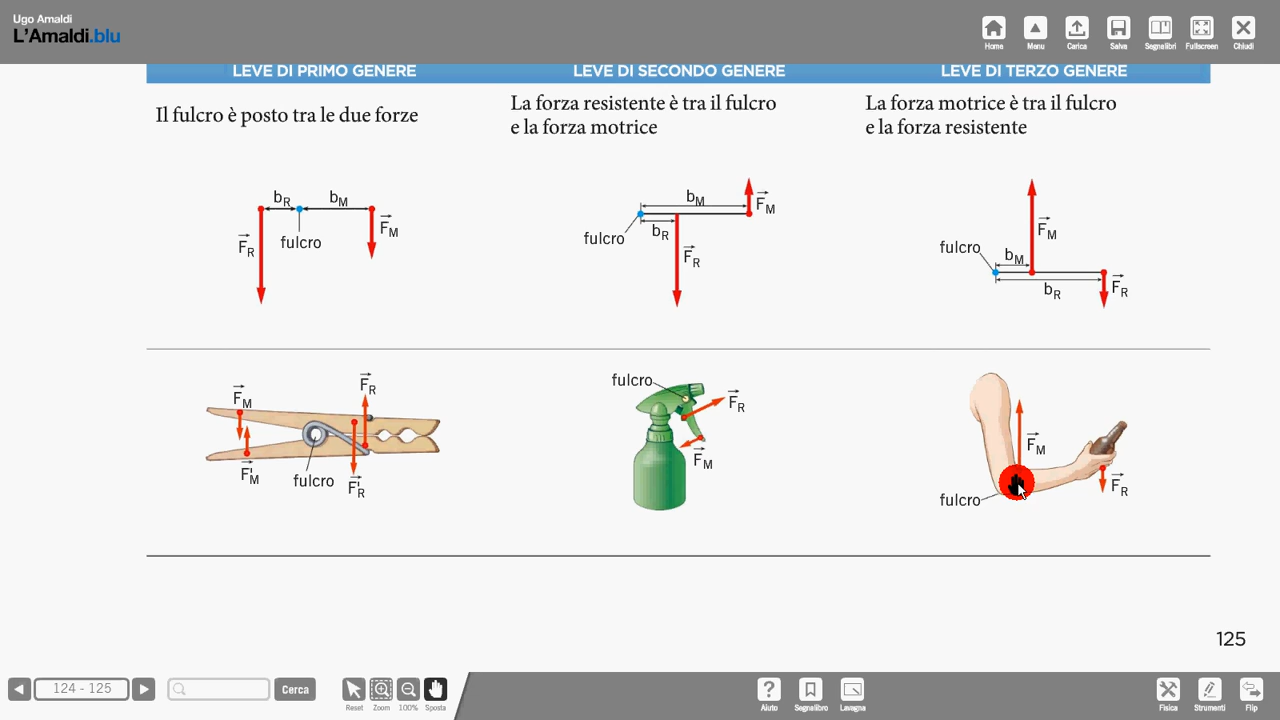 Ugo Amaldi
L'Amaldi.blu
Home
Menu
Carica
Salva
Segnalibri
Fullscreen
Chiudi
LEVE DI PRIMO GENERE
LEVE DI SECONDO GENERE
LEVE DI TERZO GENERE
Il fulcro è posto tra le due forze
La forza resistente è tra il fulcro
e la forza motrice
La forza motrice è tra il fulcro
e la forza resistente
bR
bM
FR
fulcro
FM
bM
FM
fulcro
bR
FR
FM
fulcro
bM
bR
FR
FM
FR
F'M
fulcro
F'R
fulcro
FR
FM
FM
fulcro
FR
125
124 - 125
Cerca
Reset
Zoom
100%
Sposta
Aiuto
Segnalibro
Lavagna
Fisica
Strumenti
Flip